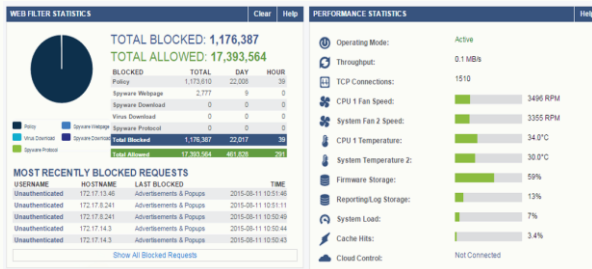 WEB FILTER STATISTICS Clear Help
TOTAL BLOCKED: 1,176,387
TOTAL ALLOWED: 17,393,564
BLOCKED TOTAL DAY HOUR
Policy 1,173,610 22,008 39
Spyware Webpage 2,777 9 0
Spyware Download 0 0 0
Virus Download 0 0 0
Spyware Protocol 0 0 0
Total Blocked 1,176,387 22,017 39
Total Allowed 17,393,564 461,828 291
Policy Spyware Webpage
Virus Download Spyware Download
Spyware Protocol
MOST RECENTLY BLOCKED REQUESTS
USERNAME HOSTNAME LAST BLOCKED TIME
Unauthenticated 172.17.13.46 Advertisements & Popups 2015-08-11 10:51:46
Unauthenticated 172.17.9.241 Advertisements & Popups 2015-08-11 10:51:11
Unauthenticated 172.17.9.241 Advertisements & Popups 2015-08-11 10:50:49
Unauthenticated 172.17.14.3 Advertisements & Popups 2015-08-11 10:50:44
Unauthenticated 172.17.14.3 Advertisements & Popups 2015-08-11 10:50:43
Show All Blocked Requests
PERFORMANCE STATISTICS Help
Operating Mode: Active
Throughput: 0.1 MB/s
TCP Connections: 1510
CPU 1 Fan Speed: 3496 RPM
System Fan 2 Speed: 3355 RPM
CPU 1 Temperature: 34.0°C
System Temperature 2: 30.0°C
Firmware Storage: 59%
Reporting/Log Storage: 13%
System Load: 7%
Cache Hits: 3.4%
Cloud Control: Not Connected